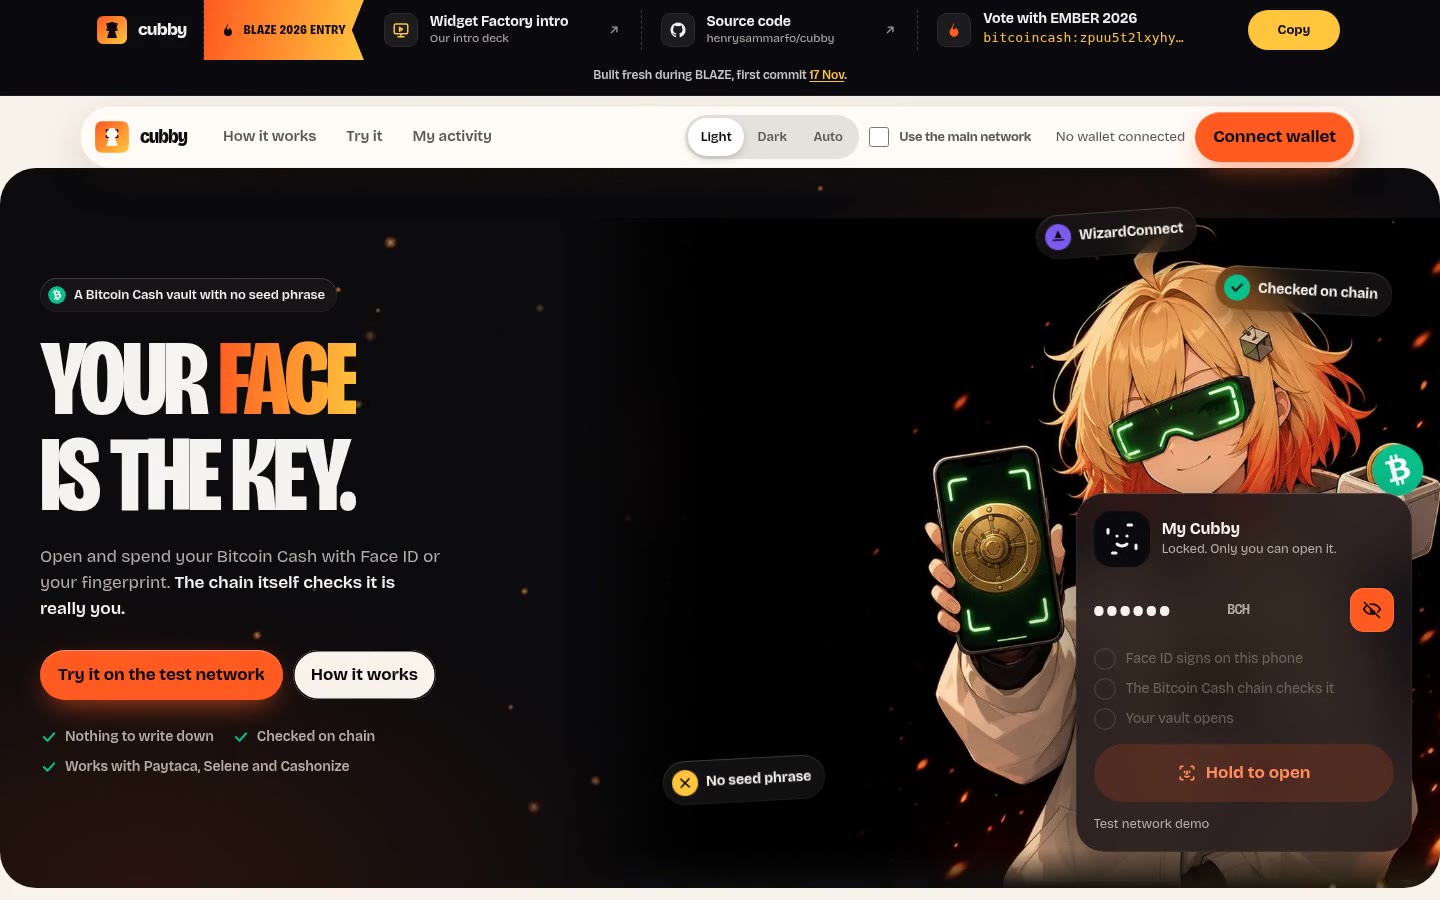 cubby
BLAZE 2026 ENTRY
Widget Factory intro
Our intro deck
Source code
henrysammarfo/cubby
Vote with EMBER 2026
bitcoincash:zpuu5t2lxyhy…
Copy
Built fresh during BLAZE, first commit 17 Nov.
cubby
How it works
Try it
My activity
Light
Dark
Auto
Use the main network
No wallet connected
Connect wallet
WizardConnect
Checked on chain
A Bitcoin Cash vault with no seed phrase
YOUR FACE
IS THE KEY.
Open and spend your Bitcoin Cash with Face ID or
your fingerprint. The chain itself checks it is
really you.
Try it on the test network
How it works
Nothing to write down
Checked on chain
Works with Paytaca, Selene and Cashonize
No seed phrase
My Cubby
Locked. Only you can open it.
●●●●●● BCH
Face ID signs on this phone
The Bitcoin Cash chain checks it
Your vault opens
Hold to open
Test network demo